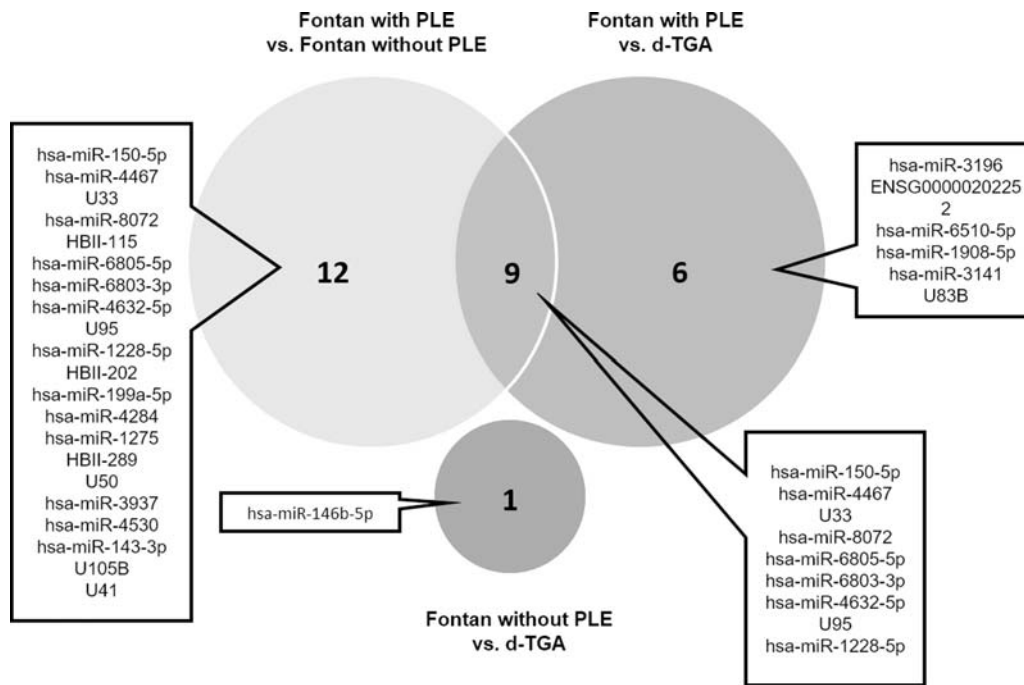 Fontan with PLE
vs. Fontan without PLE
Fontan with PLE
vs. d-TGA
hsa-miR-150-5p
hsa-miR-4467
U33
hsa-miR-8072
HBII-115
hsa-miR-6805-5p
hsa-miR-6803-3p
hsa-miR-4632-5p
U95
hsa-miR-1228-5p
HBII-202
hsa-miR-199a-5p
hsa-miR-4284
hsa-miR-1275
HBII-289
U50
hsa-miR-3937
hsa-miR-4530
hsa-miR-143-3p
U105B
U41
12
9
6
hsa-miR-3196
ENSG0000020225
2
hsa-miR-6510-5p
hsa-miR-1908-5p
hsa-miR-3141
U83B
hsa-miR-146b-5p
1
Fontan without PLE
vs. d-TGA
hsa-miR-150-5p
hsa-miR-4467
U33
hsa-miR-8072
hsa-miR-6805-5p
hsa-miR-6803-3p
hsa-miR-4632-5p
U95
hsa-miR-1228-5p